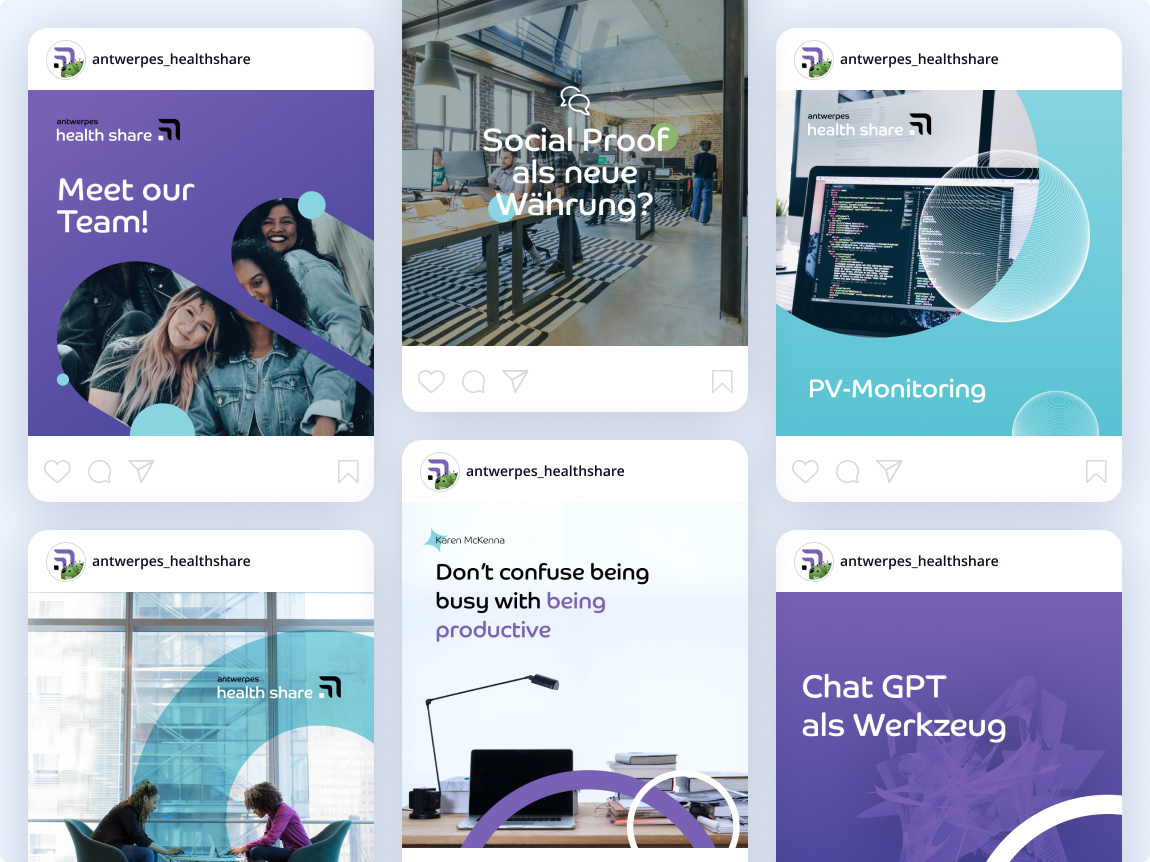 antwerpes_healthshare
antwerpes
health share
Meet our
Team!
antwerpes_healthshare
antwerpes
health share
Social Proof
als neue
Währung?
antwerpes_healthshare
Karen McKenna
Don't confuse being
busy with being
productive
antwerpes_healthshare
antwerpes
health share
PV-Monitoring
antwerpes_healthshare
Chat GPT
als Werkzeug